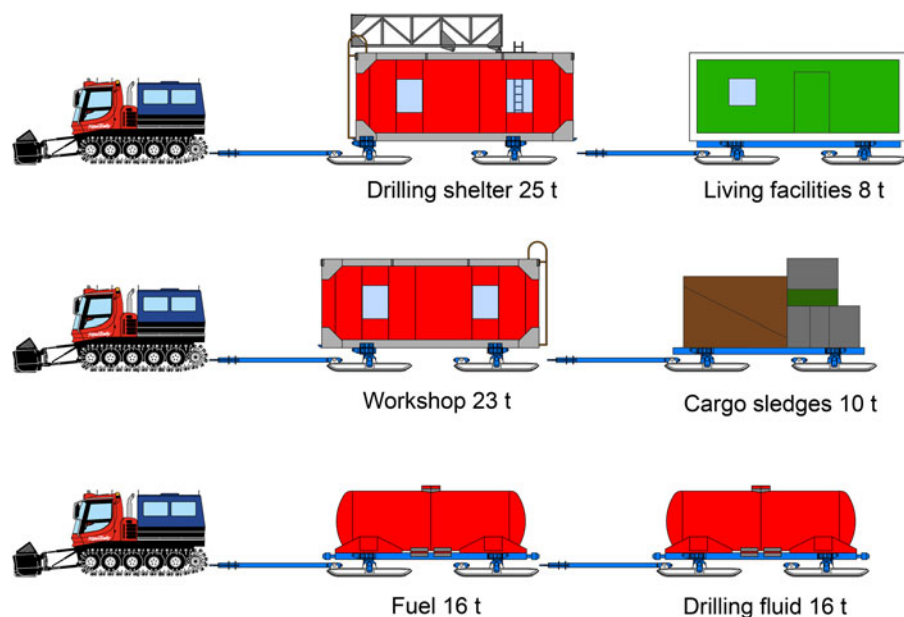 Drilling shelter 25 t
Living facilities 8 t
Workshop 23 t
Cargo sledges 10 t
Fuel 16 t
Drilling fluid 16 t